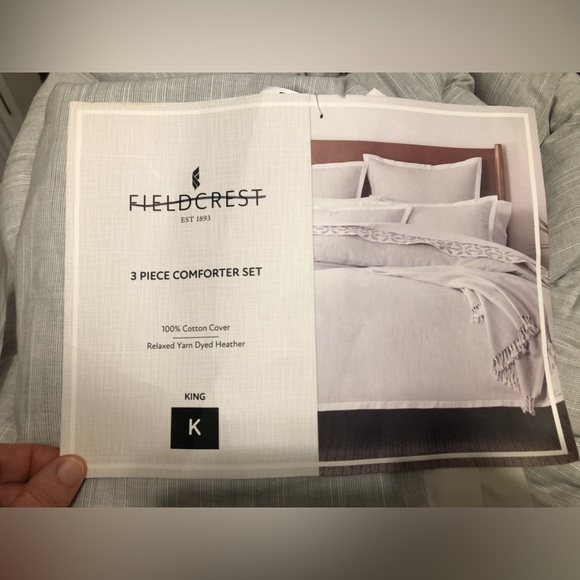 FIELDCREST
EST 1893
3 PIECE COMFORTER SET
100% Cotton Cover
Relaxed Yarn Dyed Heather
KING
K